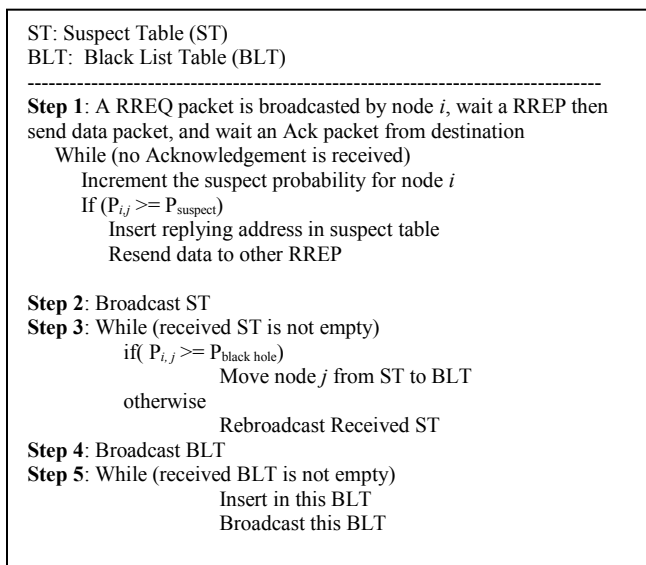 ST: Suspect Table (ST)
BLT: Black List Table (BLT)
--------------------------------------------------------------------------------
Step 1: A RREQ packet is broadcasted by node i, wait a RREP then
send data packet, and wait an Ack packet from destination
While (no Acknowledgement is received)
Increment the suspect probability for node i
If (Pi,j >= Psuspect)
Insert replying address in suspect table
Resend data to other RREP
Step 2: Broadcast ST
Step 3: While (received ST is not empty)
if( Pi, j >= Pblack hole)
Move node j from ST to BLT
otherwise
Rebroadcast Received ST
Step 4: Broadcast BLT
Step 5: While (received BLT is not empty)
Insert in this BLT
Broadcast this BLT